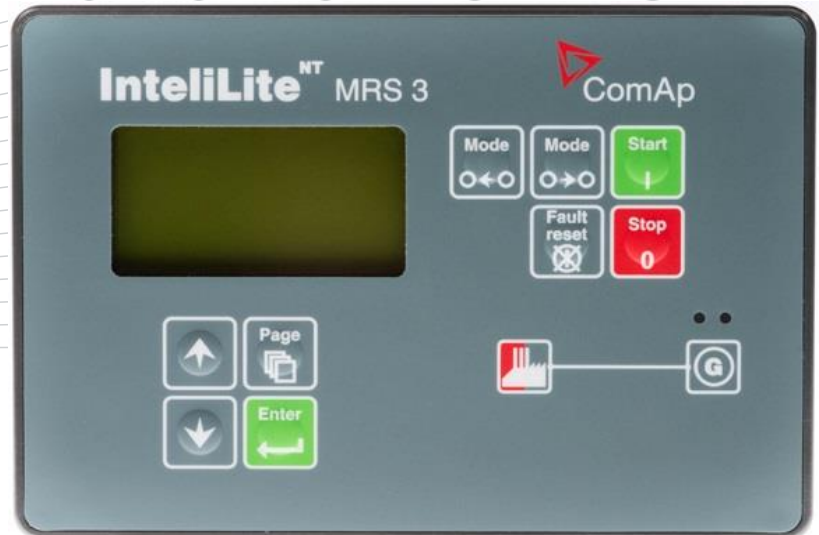 InteliLite NT MRS 3
ComAp
Mode Mode Start
I
Fault reset Stop
0
Page
Enter
G